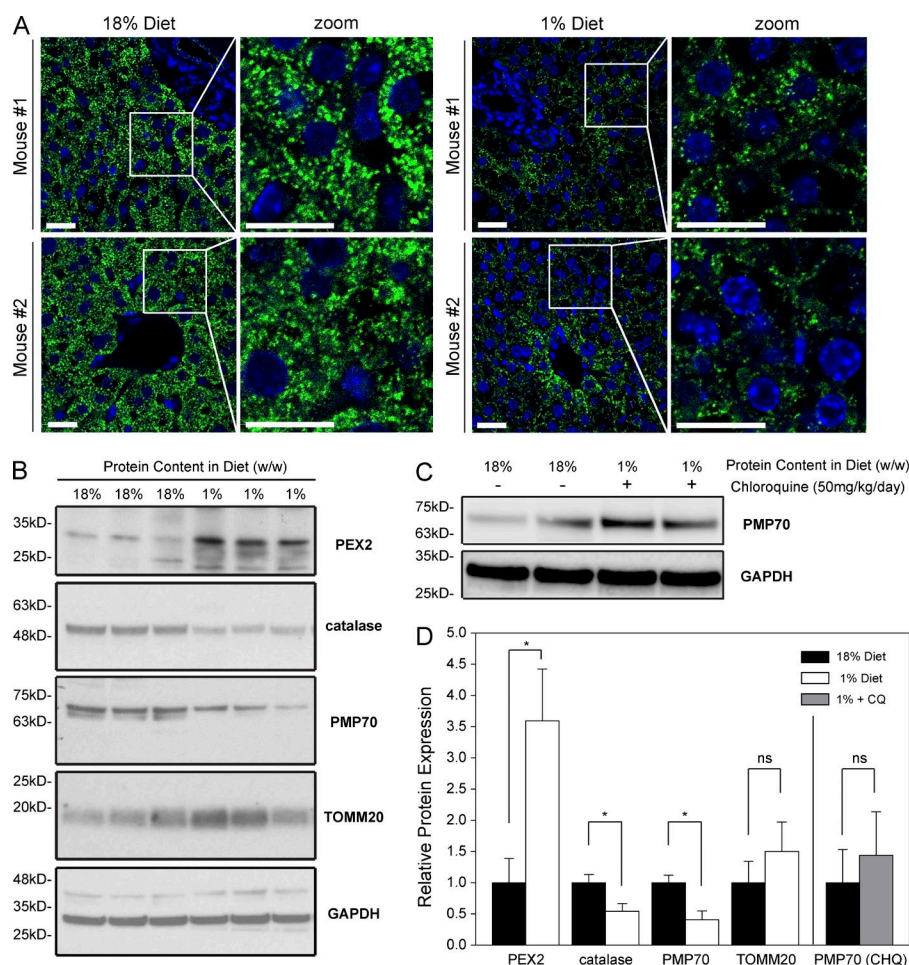 A
18% Diet
zoom
1% Diet
zoom
Mouse #1
Mouse #2
Mouse #1
Mouse #2
B
Protein Content in Diet (w/w)
18% 18% 18% 1% 1% 1%
35kD-
25kD-
PEX2
63kD-
48kD-
catalase
75kD-
63kD-
PMP70
25kD-
20kD-
TOMM20
48kD-
35kD-
25kD-
GAPDH
C
18% 18% 1% 1% Protein Content in Diet (w/w)
- - + + Chloroquine (50mg/kg/day)
75kD-
63kD-
PMP70
35kD-
25kD-
GAPDH
D
Relative Protein Expression
5.0
4.5
4.0
3.5
3.0
2.5
2.0
1.5
1.0
0.5
0.0
18% Diet
1% Diet
1% + CQ
*
*
*
ns
ns
PEX2 catalase PMP70 TOMM20 PMP70 (CHQ)